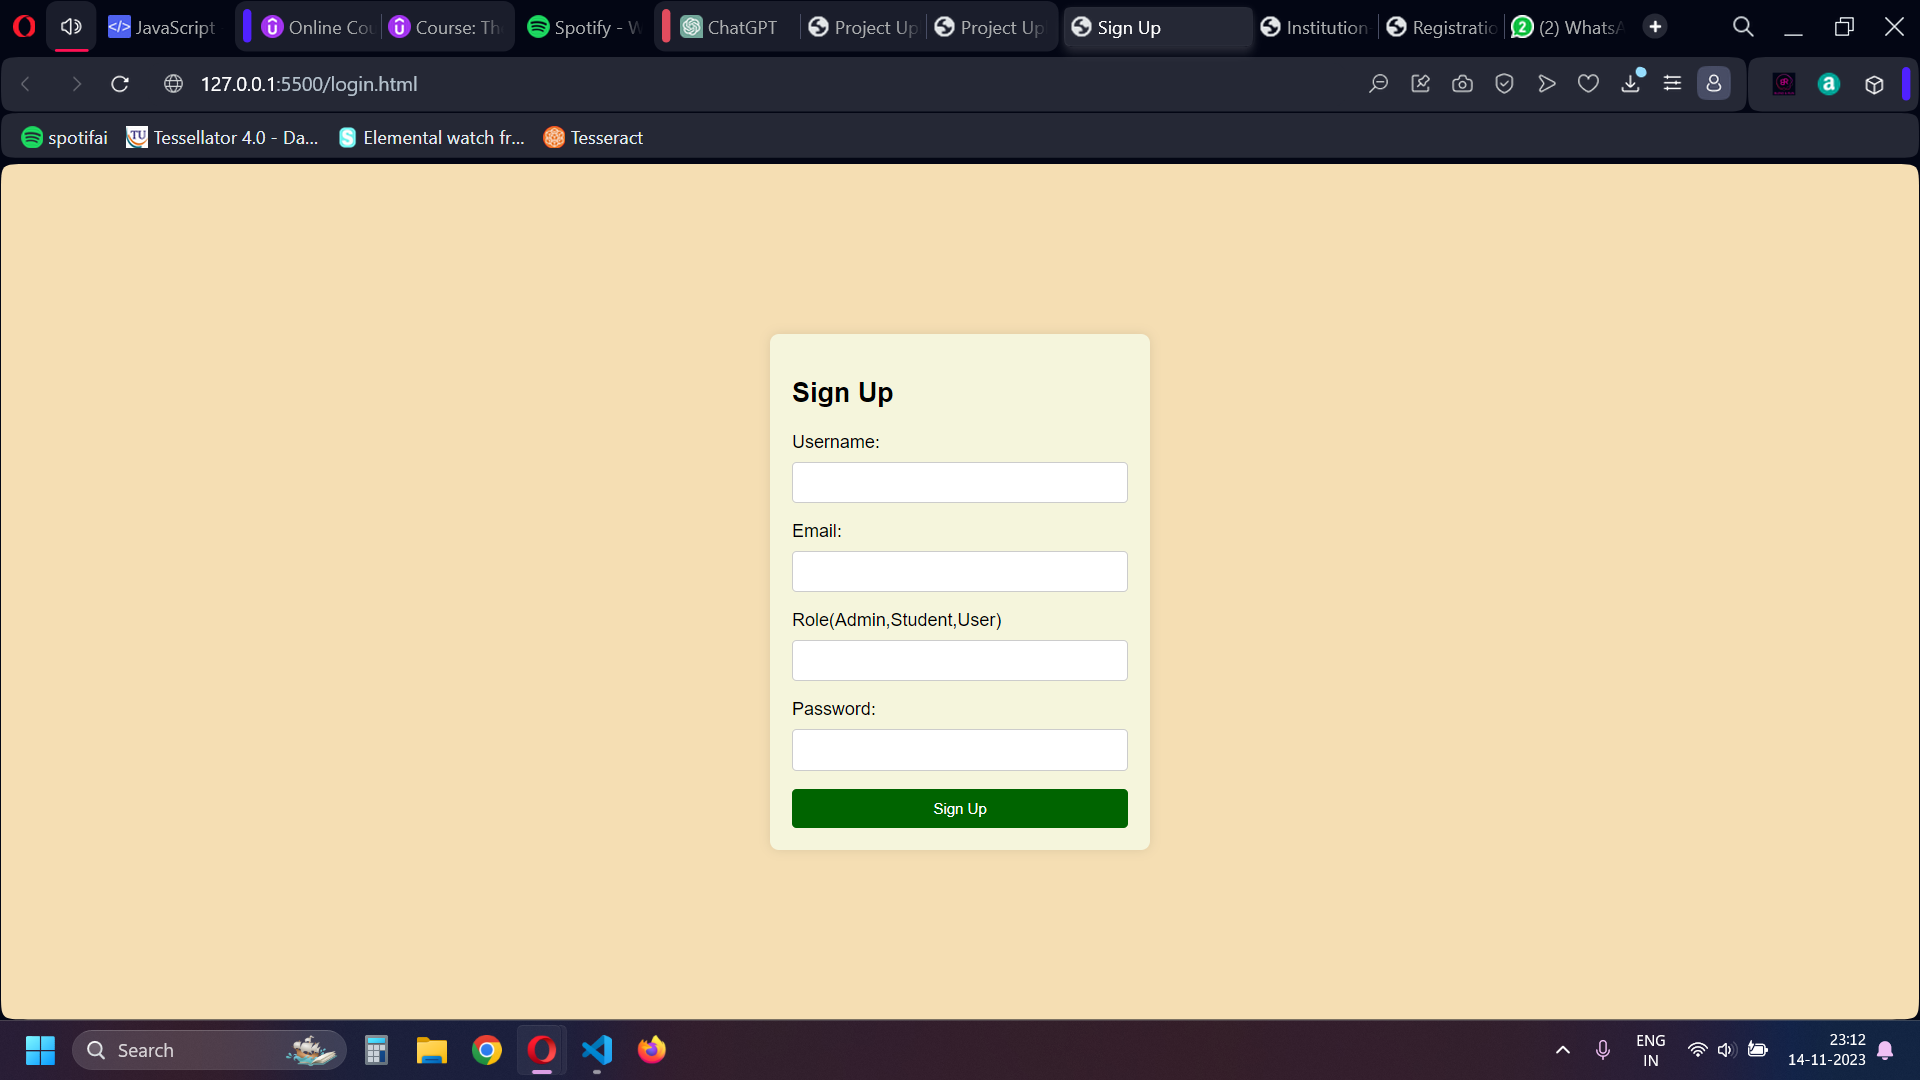 JavaScript
Online Cou
Course: Th
Spotify - W
ChatGPT
Project Up
Project Up
Sign Up
Institution
Registratio
(2) WhatsA
127.0.0.1:5500/login.html
spotifai
Tessellator 4.0 - Da...
Elemental watch fr...
Tesseract
Sign Up
Username:
Email:
Role(Admin,Student,User)
Password:
Sign Up
Search
ENG
IN
23:12
14-11-2023